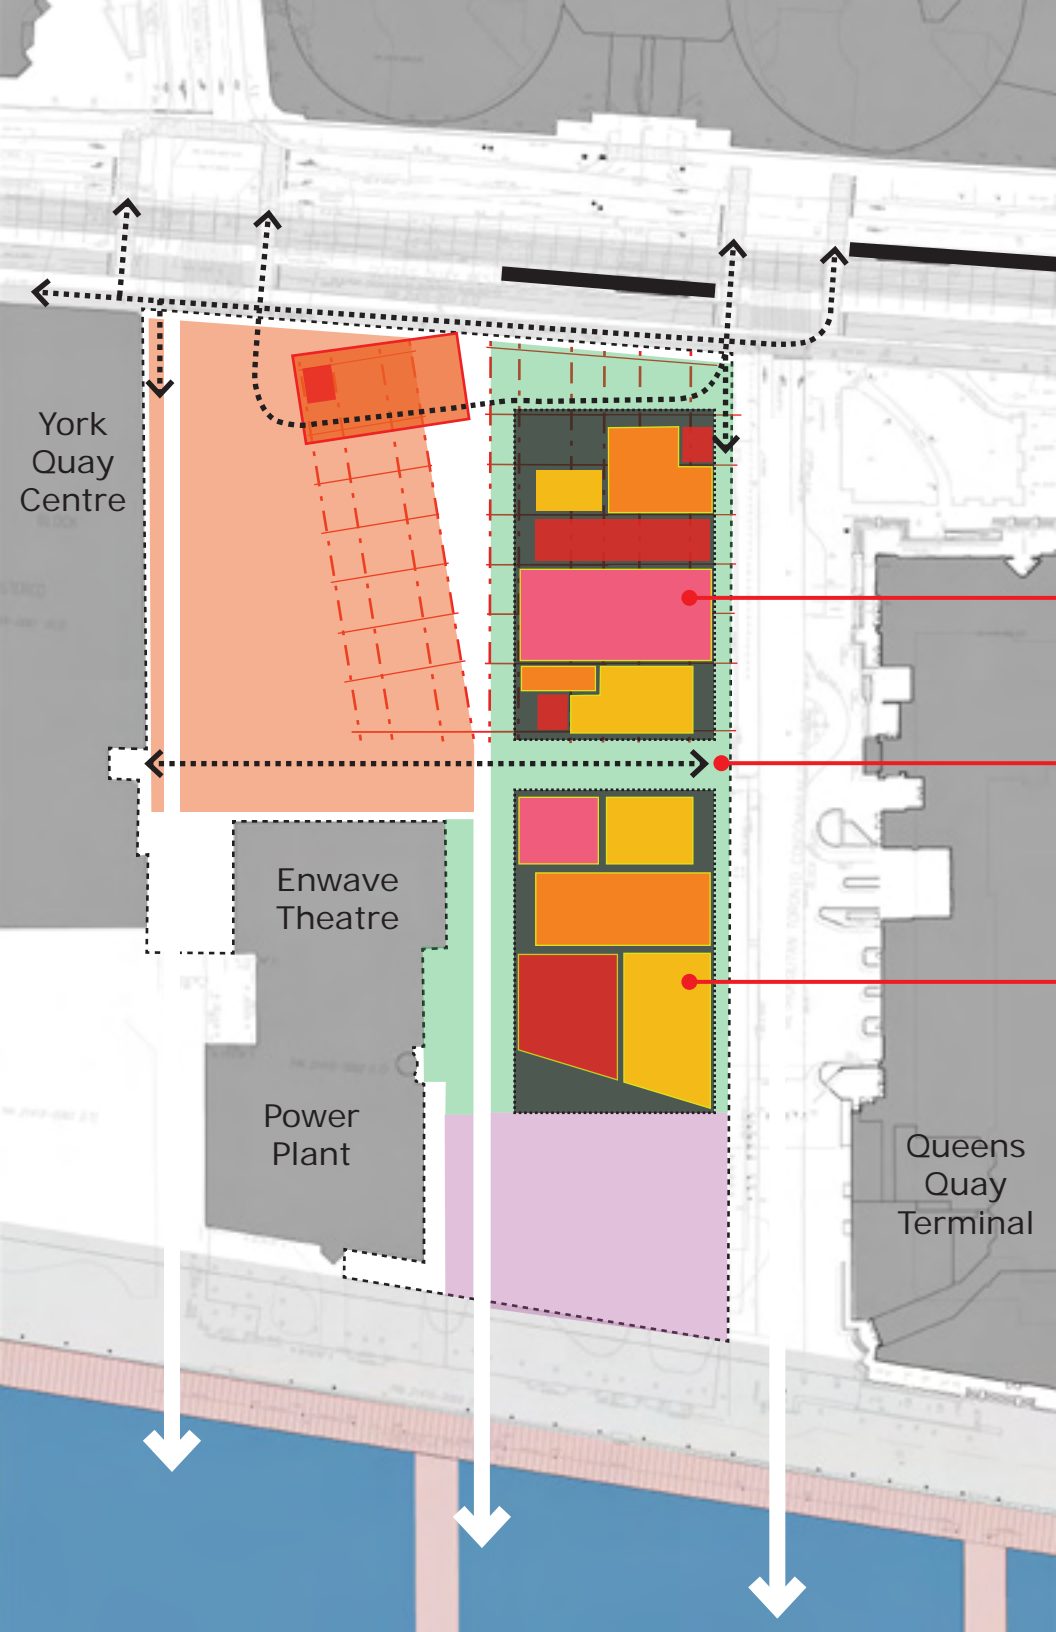 York
Quay
Centre
Enwave
Theatre
Power
Plant
Queens
Quay
Terminal